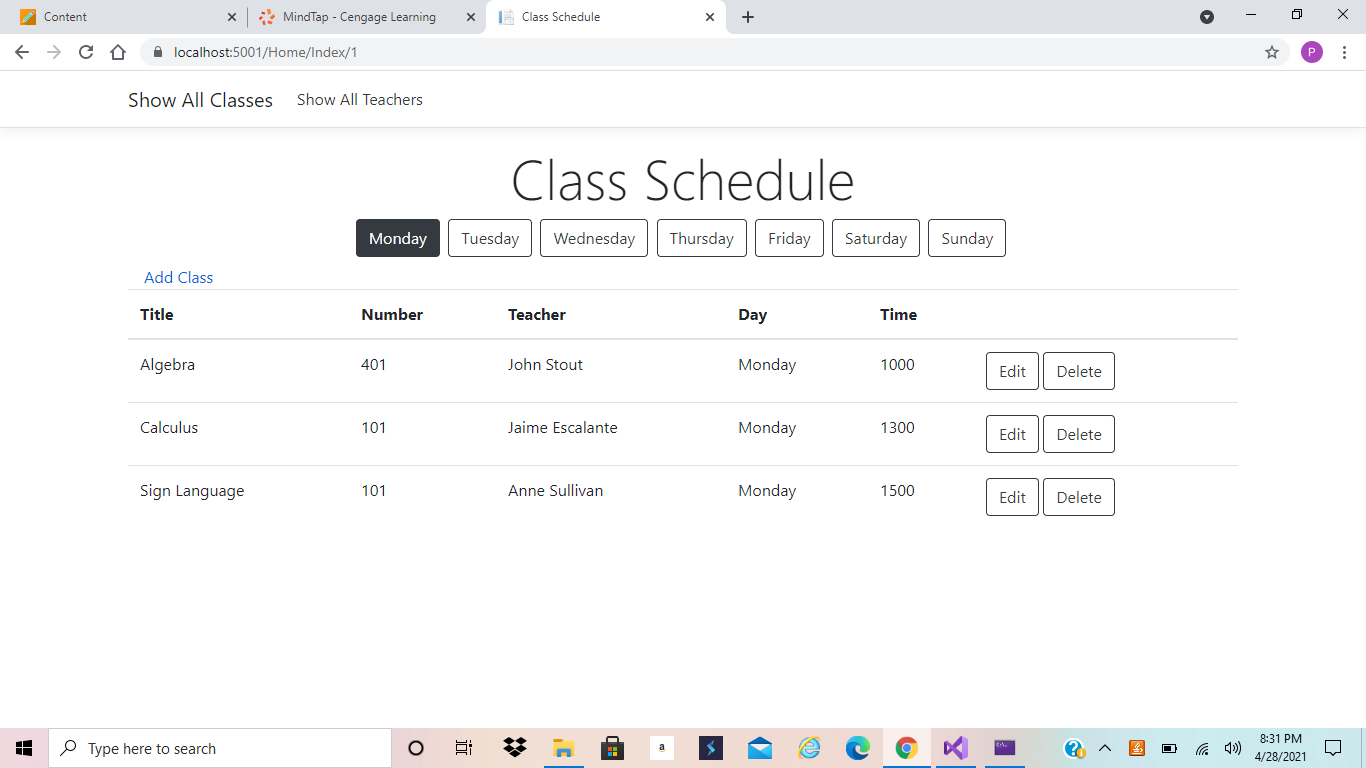 Content
MindTap - Cengage Learning
Class Schedule
localhost:5001/Home/Index/1
P
Show All Classes Show All Teachers
Class Schedule
Monday Tuesday Wednesday Thursday Friday Saturday Sunday
Add Class
Title Number Teacher Day Time
Algebra 401 John Stout Monday 1000 Edit Delete
Calculus 101 Jaime Escalante Monday 1300 Edit Delete
Sign Language 101 Anne Sullivan Monday 1500 Edit Delete
Type here to search
a
8:31 PM
4/28/2021